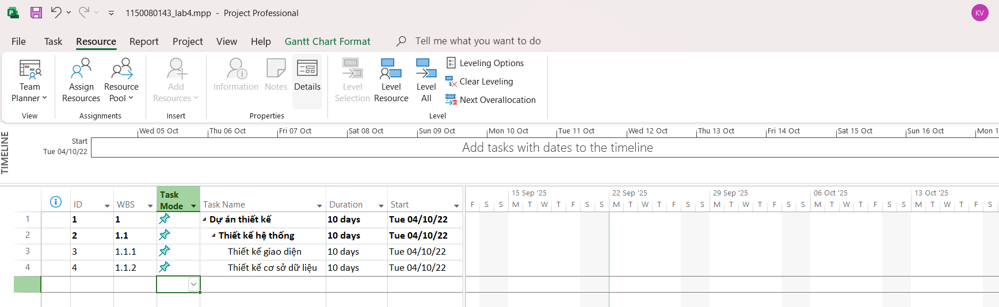 1150080143_lab4.mpp - Project Professional
KV
File Task Resource Report Project View Help Gantt Chart Format Tell me what you want to do
Team Planner
Assign Resources
Resource Pool
Add Resources
Information
Notes
Details
Level Selection
Level Resource
Level All
Leveling Options
Clear Leveling
Next Overallocation
View Assignments Insert Properties Level
TIMELINE
Wed 05 Oct Thu 06 Oct Fri 07 Oct Sat 08 Oct Sun 09 Oct Mon 10 Oct Tue 11 Oct Wed 12 Oct Thu 13 Oct Fri 14 Oct Sat 15 Oct Sun 16 Oct Mon 1
Start
Tue 04/10/22
Add tasks with dates to the timeline
ID WBS Task Mode Task Name Duration Start
15 Sep '25 22 Sep '25 29 Sep '25 06 Oct '25 13 Oct '25
F S S M T W T F S S M T W T F S S M T W T F S S M T W T F S S M T W T F S
1 1 1 Dự án thiết kế 10 days Tue 04/10/22
2 2 1.1 Thiết kế hệ thống 10 days Tue 04/10/22
3 3 1.1.1 Thiết kế giao diện 10 days Tue 04/10/22
4 4 1.1.2 Thiết kế cơ sở dữ liệu 10 days Tue 04/10/22